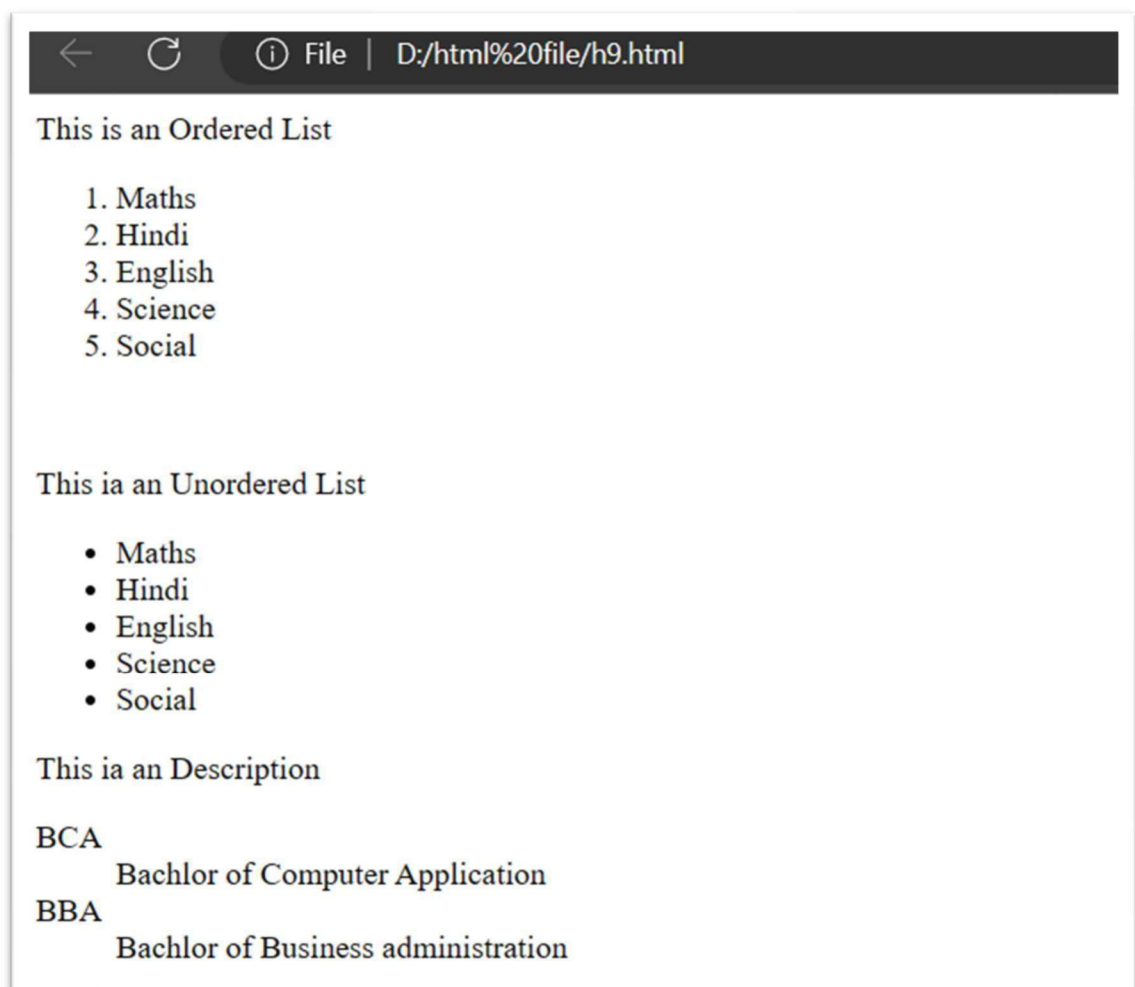 File | D:/html%20file/h9.html
This is an Ordered List
1. Maths
2. Hindi
3. English
4. Science
5. Social
This ia an Unordered List
• Maths
• Hindi
• English
• Science
• Social
This ia an Description
BCA
Bachlor of Computer Application
BBA
Bachlor of Business administration